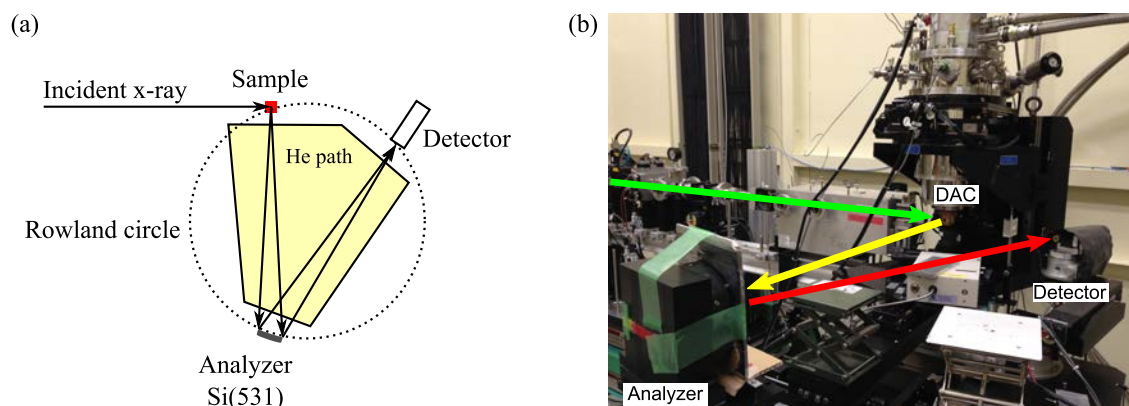 (a)
Sample
Incident x-ray
Detector
He path
Rowland circle
Analyzer
Si(531)
(b)
DAC
Detector
Analyzer